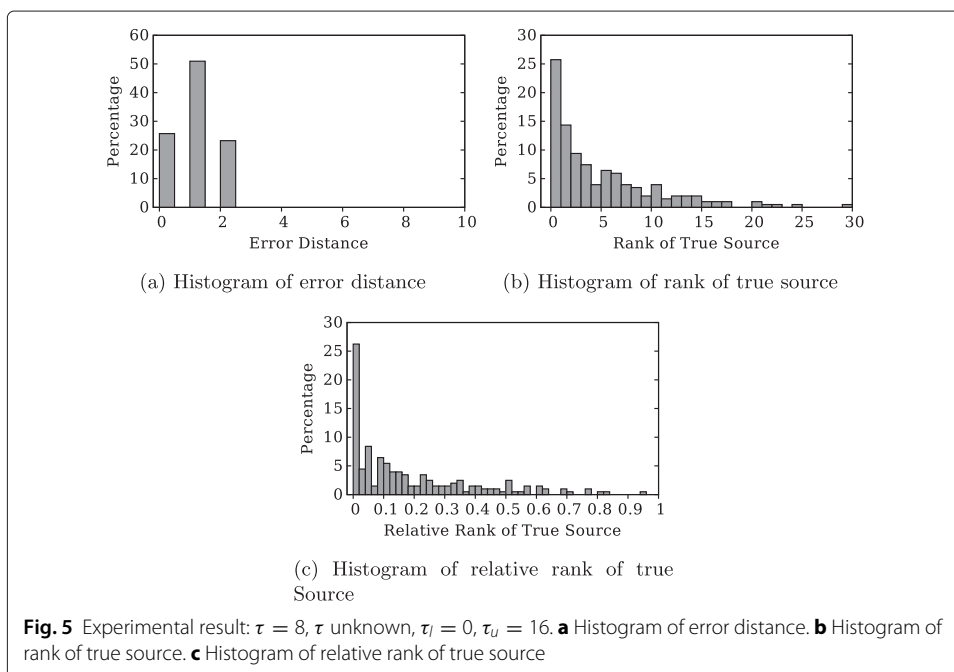 60
50
40
30
20
10
0
Percentage
0 2 4 6 8 10
Error Distance
(a) Histogram of error distance
30
25
20
15
10
5
0
Percentage
0 5 10 15 20 25 30
Rank of True Source
(b) Histogram of rank of true source
30
25
20
15
10
5
0
Percentage
0 0.1 0.2 0.3 0.4 0.5 0.6 0.7 0.8 0.9 1
Relative Rank of True Source
(c) Histogram of relative rank of true
Source
Fig. 5 Experimental result: τ = 8, τ unknown, τₗ = 0, τᵤ = 16. a Histogram of error distance. b Histogram of
rank of true source. c Histogram of relative rank of true source